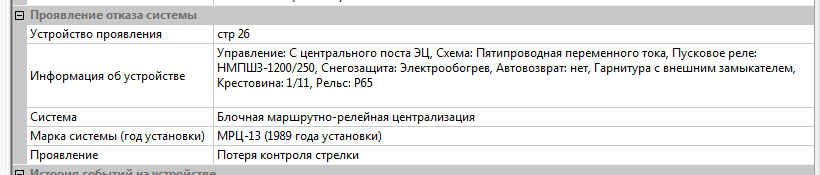 Проявление отказа системы
Устройство проявления стр 26
Информация об устройстве Управление: С центрального поста ЭЦ, Схема: Пятипроводная переменного тока, Пусковое реле:
НМПШ3-1200/250, Снегозащита: Электрообогрев, Автовозврат: нет, Гарнитура с внешним замыкателем,
Крестовина: 1/11, Рельс: Р65
Система Блочная маршрутно-релейная централизация
Марка системы (год установки) МРЦ-13 (1989 года установки)
Проявление Потеря контроля стрелки
История событий на устройстве